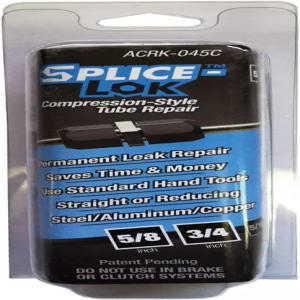 ACRK-045C
SPLICE-™
LOK
Compression-Style
Tube Repair
Permanent Leak Repair
Saves Time & Money
Use Standard Hand Tools
Straight or Reducing
Steel/Aluminum/Copper
5/8 3/4
inch inch
Patent Pending
DO NOT USE IN BRAKE
OR CLUTCH SYSTEMS